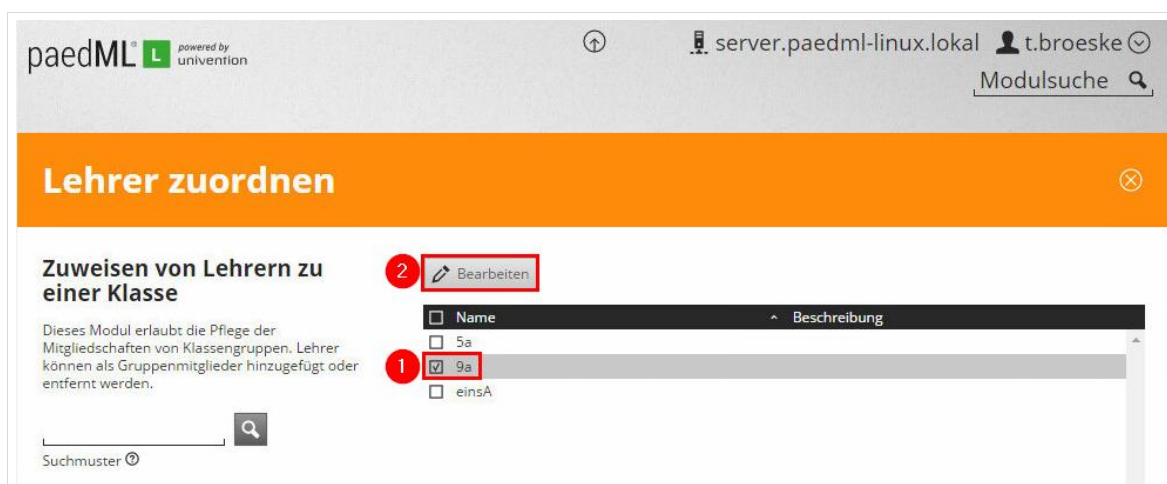 paedML® L powered by univention
server.paedml-linux.lokal t.broeske
Modulsuche
Lehrer zuordnen
Zuweisen von Lehrern zu
einer Klasse
Dieses Modul erlaubt die Pflege der
Mitgliedschaften von Klassengruppen. Lehrer
können als Gruppenmitglieder hinzugefügt oder
entfernt werden.
Suchmuster
2 Bearbeiten
Name Beschreibung
5a
1 9a
einsA